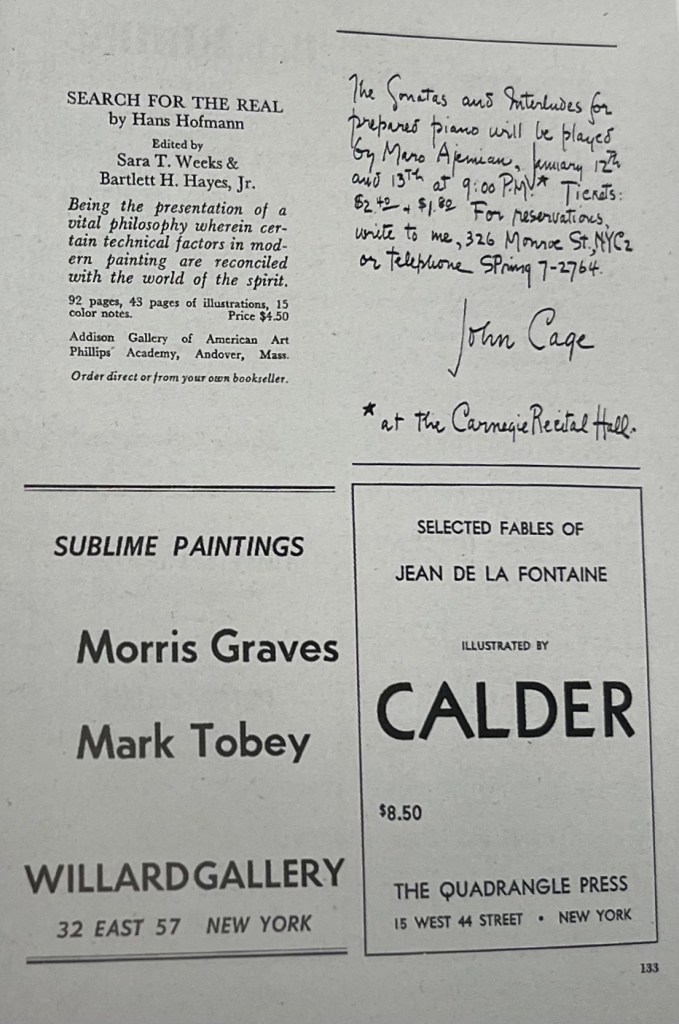 SEARCH FOR THE REAL
by Hans Hofmann
Edited by
Sara T. Weeks &
Bartlett H. Hayes, Jr.
Being the presentation of a
vital philosophy wherein cer-
tain technical factors in mod-
ern painting are reconciled
with the world of the spirit.
92 pages, 43 pages of illustrations, 15
color notes. Price $4.50
Addison Gallery of American Art
Phillips Academy, Andover, Mass.
Order direct or from your own bookseller.
The Sonatas and Interludes for
prepared piano will be played
by Maro Ajemian, January 12th
and 13th at 9:00 P.M.* Tickets:
$2.40 + $1.80 For reservations,
write to me, 326 Monroe St., NYC2
or telephone SPring 7-2764.
John Cage
* at the Carnegie Recital Hall.
SUBLIME PAINTINGS
Morris Graves
Mark Tobey
WILLARD GALLERY
32 EAST 57 NEW YORK
SELECTED FABLES OF
JEAN DE LA FONTAINE
ILLUSTRATED BY
CALDER
$8.50
THE QUADRANGLE PRESS
15 WEST 44 STREET • NEW YORK
133